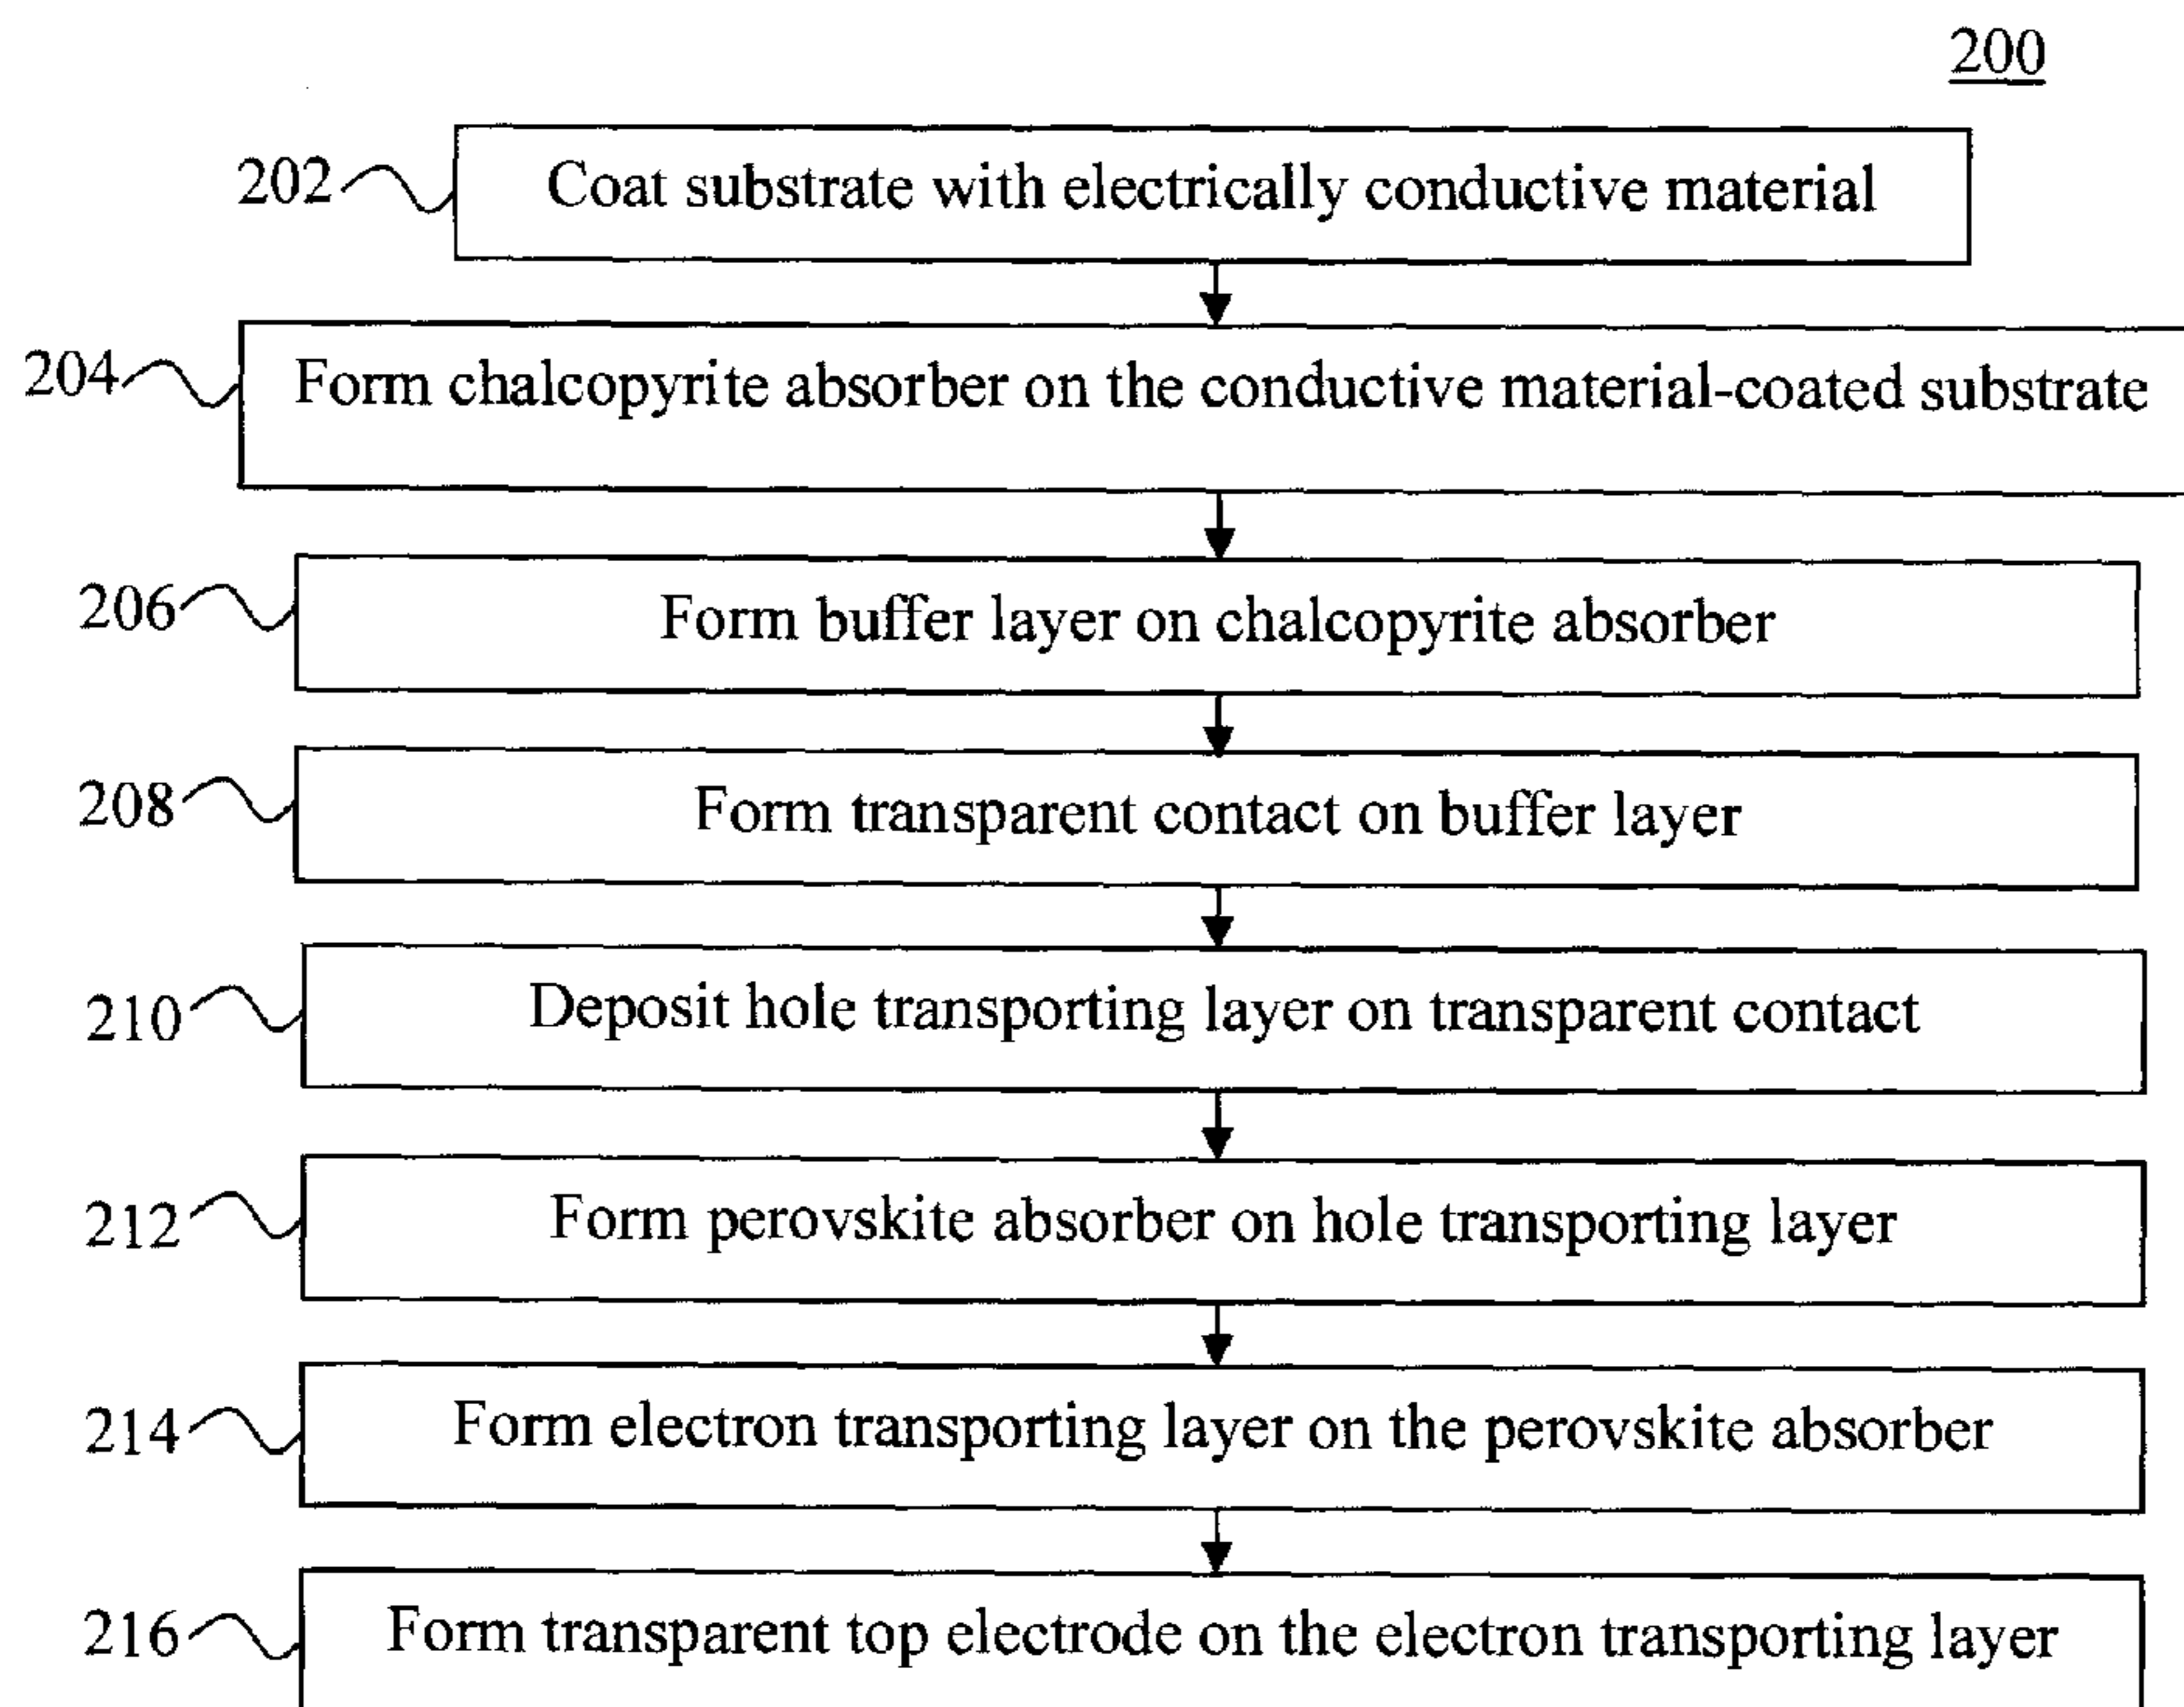 200
202 Coat substrate with electrically conductive material
204 Form chalcopyrite absorber on the conductive material-coated substrate
206 Form buffer layer on chalcopyrite absorber
208 Form transparent contact on buffer layer
210 Deposit hole transporting layer on transparent contact
212 Form perovskite absorber on hole transporting layer
214 Form electron transporting layer on the perovskite absorber
216 Form transparent top electrode on the electron transporting layer